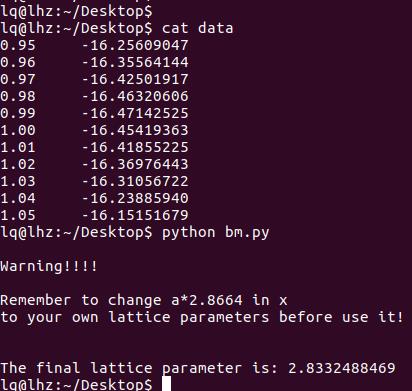 lq@lhz:~/Desktop$
lq@lhz:~/Desktop$ cat data
0.95 -16.25609047
0.96 -16.35564144
0.97 -16.42501917
0.98 -16.46320606
0.99 -16.47142525
1.00 -16.45419363
1.01 -16.41855225
1.02 -16.36976443
1.03 -16.31056722
1.04 -16.23885940
1.05 -16.15151679
lq@lhz:~/Desktop$ python bm.py
Warning!!!!
Remember to change a*2.8664 in x
to your own lattice parameters before use it!
The final lattice parameter is: 2.8332488469
lq@lhz:~/Desktop$